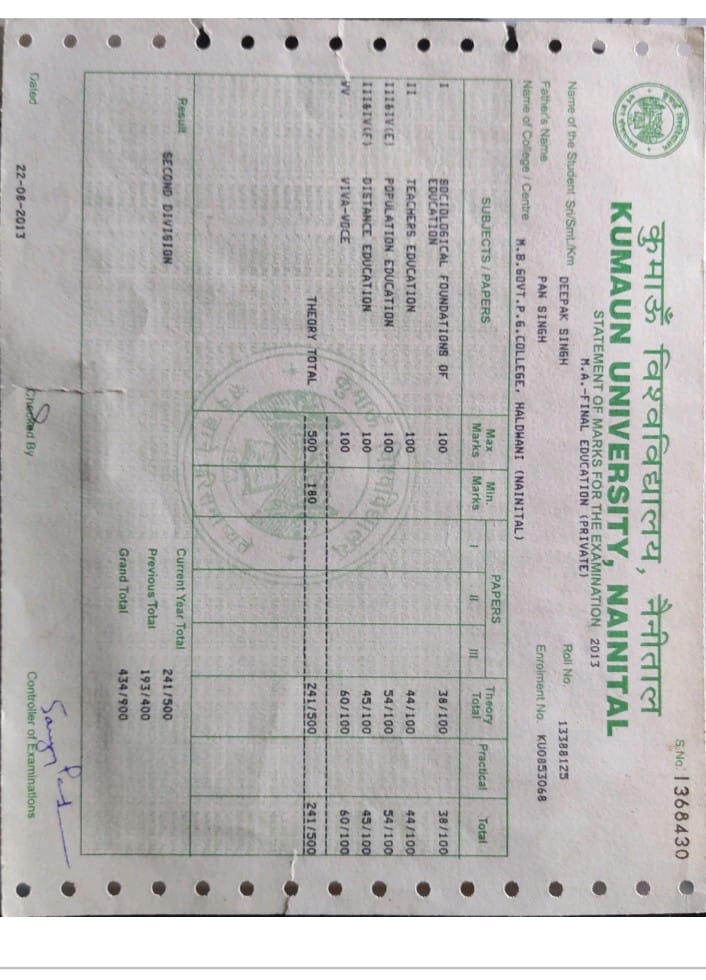 S.No. 1368430
कुमाऊँ विश्वविद्यालय, नैनीताल
KUMAUN UNIVERSITY, NAINITAL
STATEMENT OF MARKS FOR THE EXAMINATION 2013
M.A.-FINAL EDUCATION (PRIVATE)
Name of the Student Sri/Smt./Km DEEPAK SINGH Roll No. 13388125
Father's Name PAN SINGH Enrolment No. KU0853068
Name of College / Centre M.B.GOVT.P.G.COLLEGE, HALDWANI (NAINITAL)
SUBJECTS / PAPERS Max Marks Min. Marks PAPERS I II III Theory Total Practical Total
I SOCIOLOGICAL FOUNDATIONS OF EDUCATION 100 38/100 38/100
II TEACHERS EDUCATION 100 44/100 44/100
III&IV(E) POPULATION EDUCATION 100 54/100 54/100
III&IV(F) DISTANCE EDUCATION 100 45/100 45/100
VV VIVA-VOCE 100 60/100 60/100
THEORY TOTAL 500 180 241/500 241/500
Result SECOND DIVISION
Current Year Total 241/500
Previous Total 193/400
Grand Total 434/900
Dated 22-08-2013 Checked By Controller of Examinations